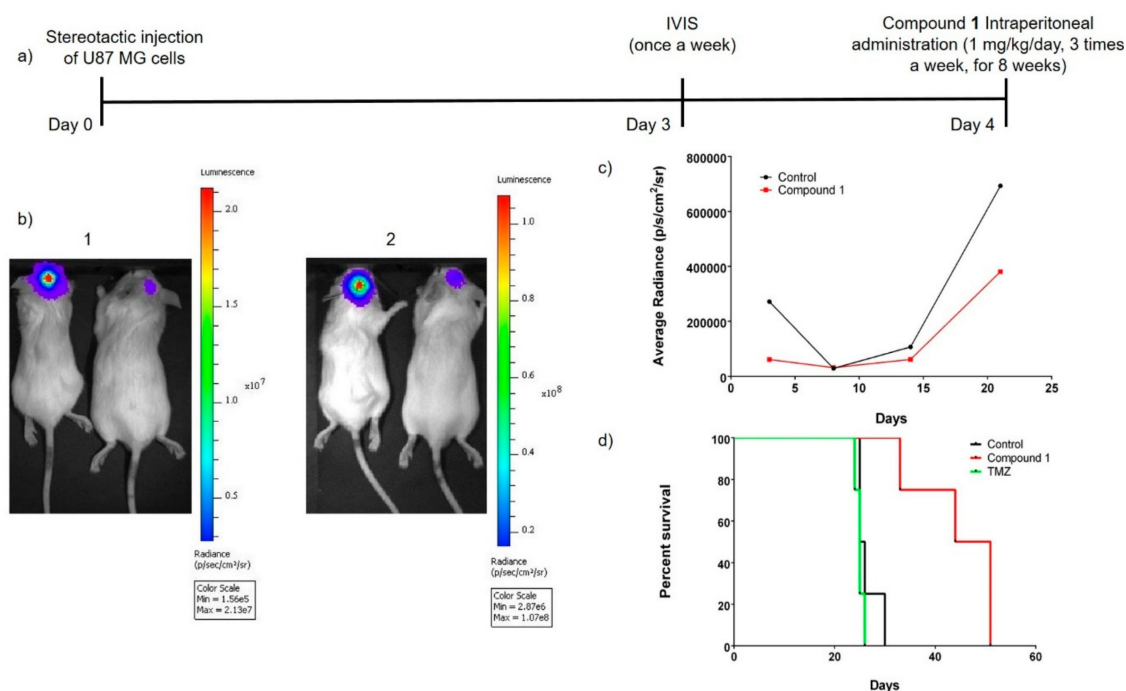 a)
Stereotactic injection
of U87 MG cells
IVIS
(once a week)
Compound 1 Intraperitoneal
administration (1 mg/kg/day, 3 times
a week, for 8 weeks)
Day 0
Day 3
Day 4
b)
1
Luminescence
2.0
1.5
x10^7
1.0
0.5
Radiance
(p/sec/cm²/sr)
Color Scale
Min = 1.56e5
Max = 2.13e7
2
Luminescence
1.0
0.8
0.6
x10^8
0.4
0.2
Radiance
(p/sec/cm²/sr)
Color Scale
Min = 2.87e6
Max = 1.07e8
c)
Average Radiance (p/s/cm²/sr)
800000
600000
400000
200000
0
0 5 10 15 20 25
Days
Control
Compound 1
d)
Percent survival
100
80
60
40
20
0
0 20 40 60
Days
Control
Compound 1
TMZ